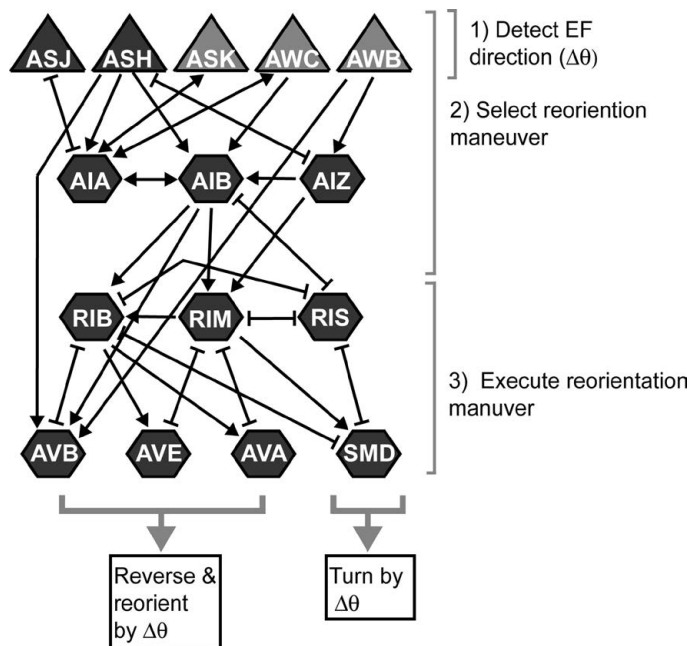 ASJ ASH ASK AWC AWB
1) Detect EF
direction (Δθ)
2) Select reoriention
maneuver
AIA AIB AIZ
RIB RIM RIS
3) Execute reorientation
manuver
AVB AVE AVA SMD
Reverse &
reorient
by Δθ
Turn by
Δθ